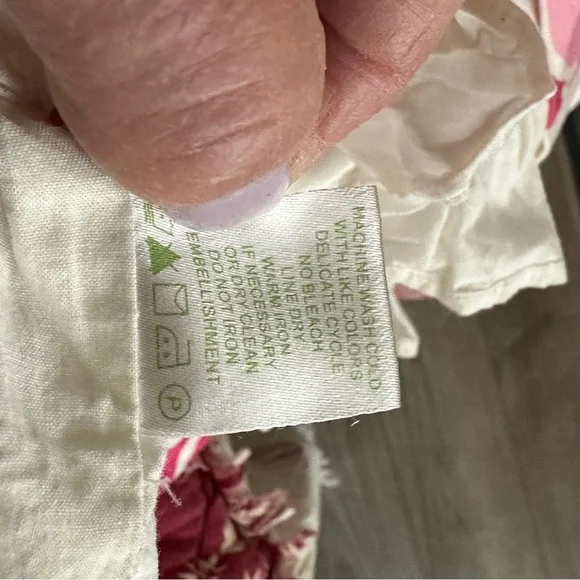 MACHINE WASH COLD
WITH LIKE COLORS
DELICATE CYCLE
NO BLEACH
LINE DRY
WARM IRON
IF NECESSARY
OR DRY CLEAN
DO NOT IRON
EMBELLISHMENT
P